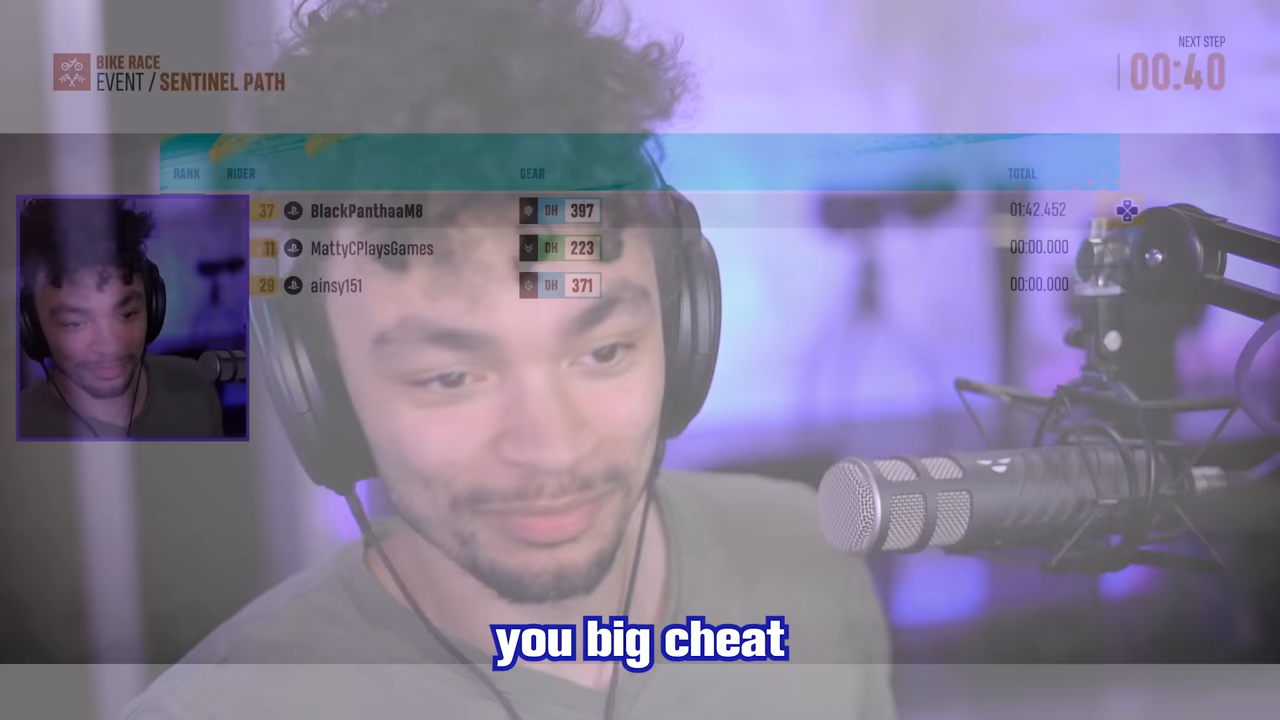 BIKE RACE
EVENT / SENTINEL PATH
NEXT STEP
00:40
RANK RIDER GEAR TOTAL
37 BlackPanthaaM8 DH 397 01:42.452
11 MattyCPlaysGames DH 223 00:00.000
29 ainsy151 DH 371 00:00.000
you big cheat